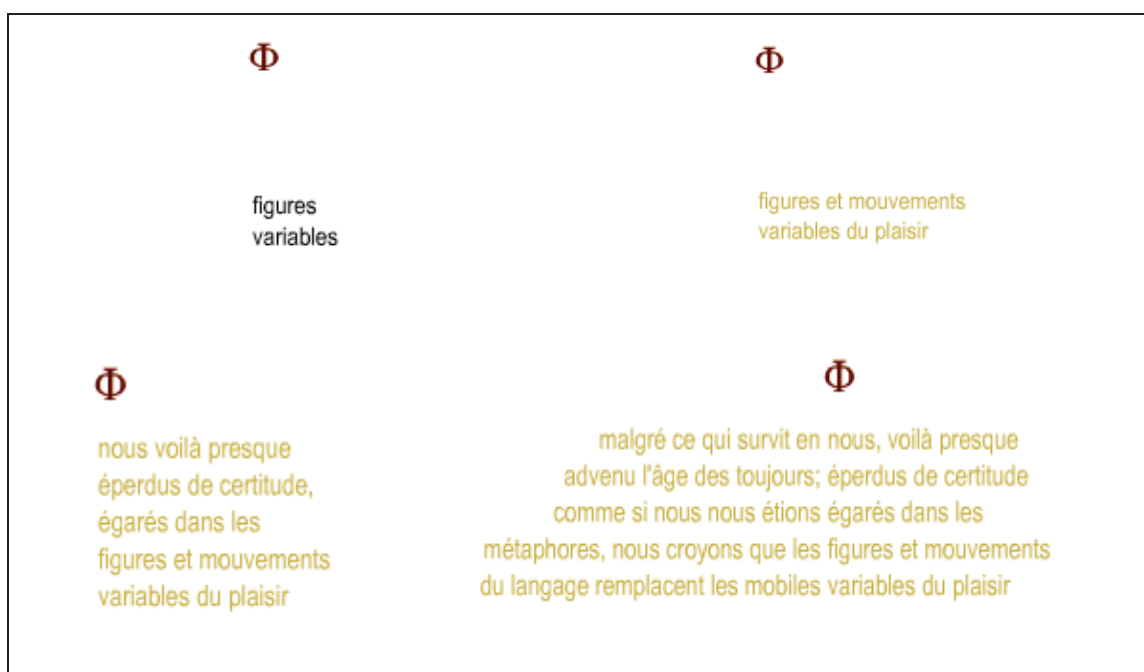 Φ
figures
variables
Φ
figures et mouvements
variables du plaisir
Φ
nous voilà presque
éperdus de certitude,
égarés dans les
figures et mouvements
variables du plaisir
Φ
malgré ce qui survit en nous, voilà presque
advenu l'âge des toujours; éperdus de certitude
comme si nous nous étions égarés dans les
métaphores, nous croyons que les figures et mouvements
du langage remplacent les mobiles variables du plaisir